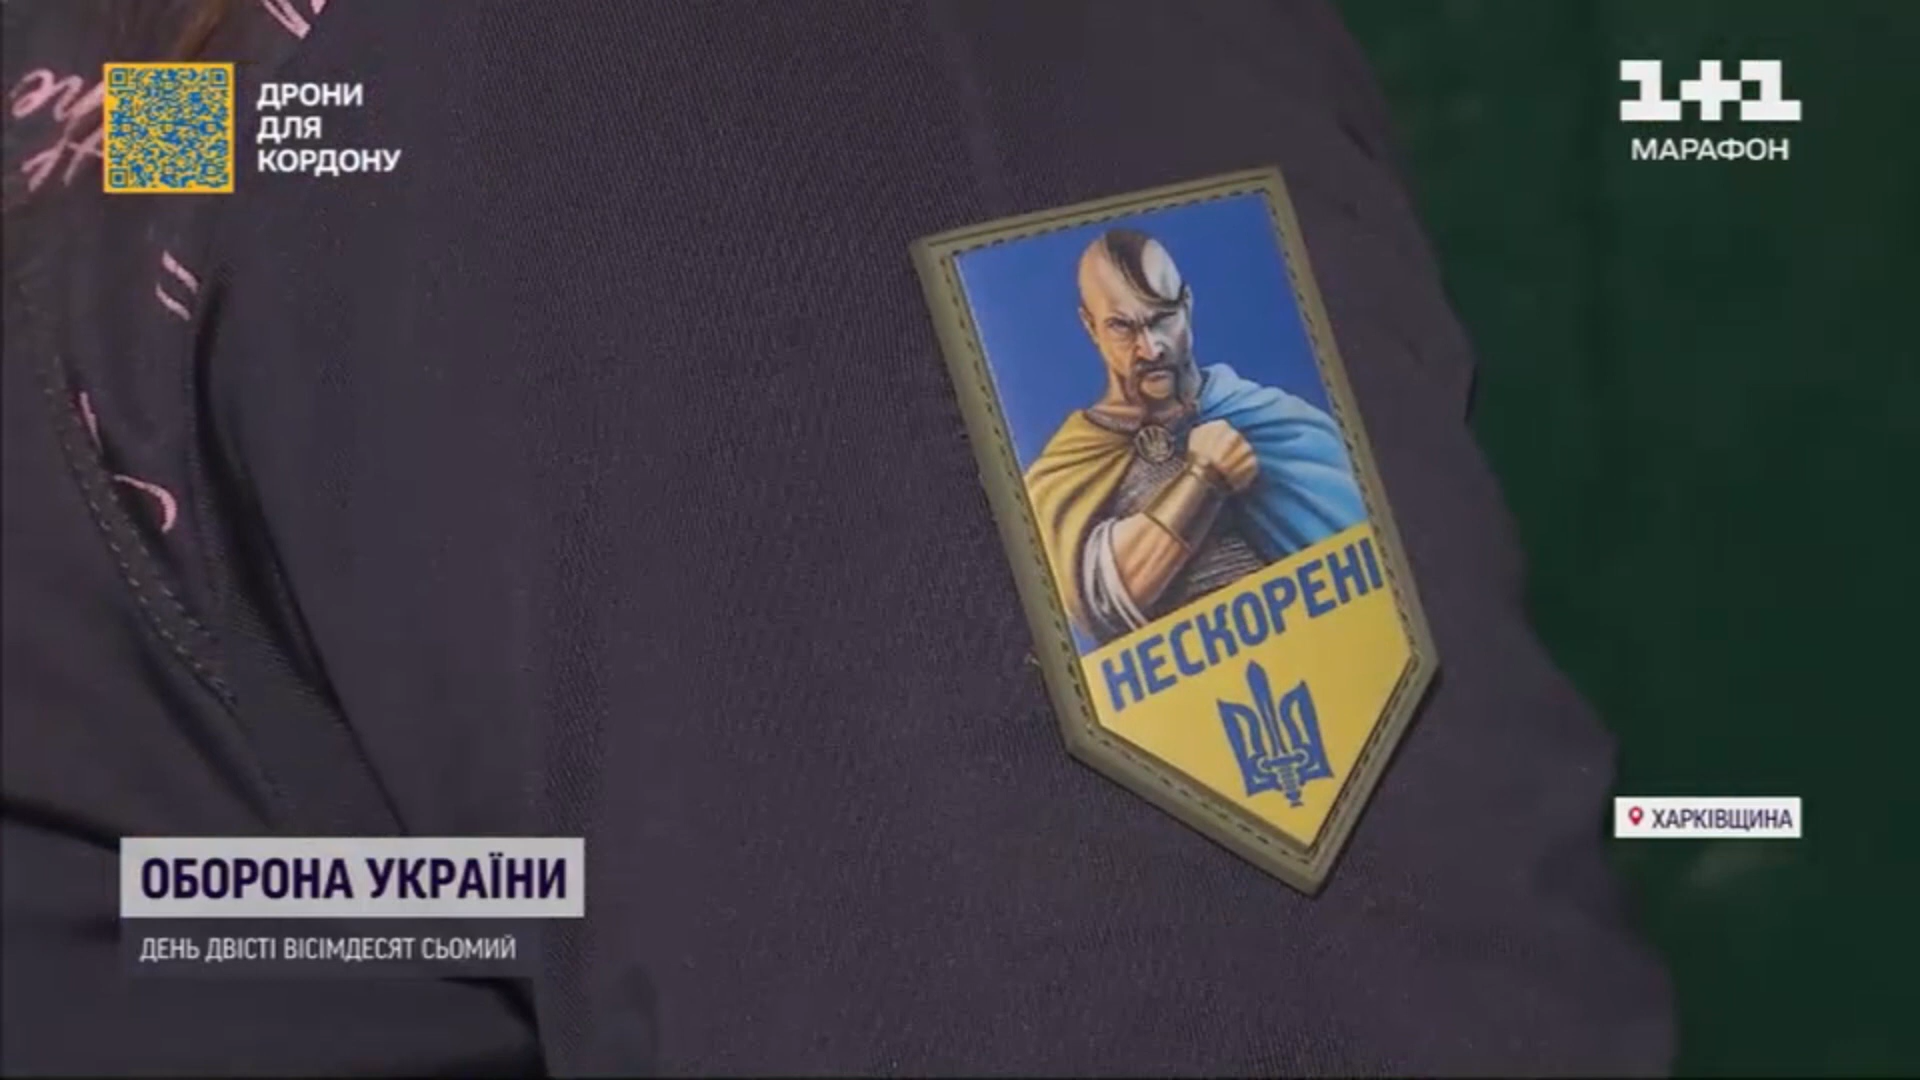 ДРОНИ
ДЛЯ
КОРДОНУ
1+1
МАРАФОН
НЕСКОРЕНІ
ХАРКІВЩИНА
ОБОРОНА УКРАЇНИ
ДЕНЬ ДВІСТІ ВІСІМДЕСЯТ СЬОМИЙ